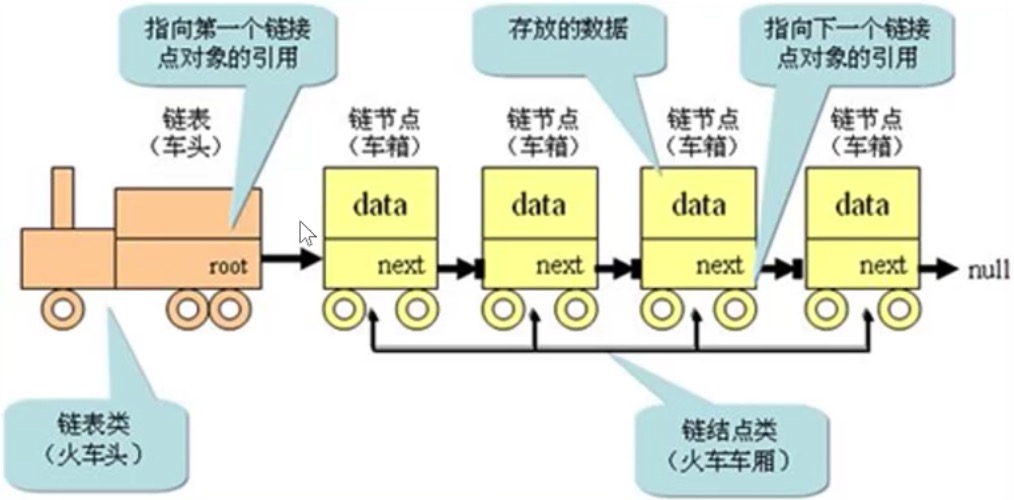 指向第一个链接
点对象的引用
存放的数据
指向下一个链接
点对象的引用
链表
（车头）
链节点
（车箱）
链节点
（车箱）
链节点
（车箱）
链节点
（车箱）
data
data
data
data
root
next
next
next
next
null
链表类
（火车头）
链结点类
（火车车厢）